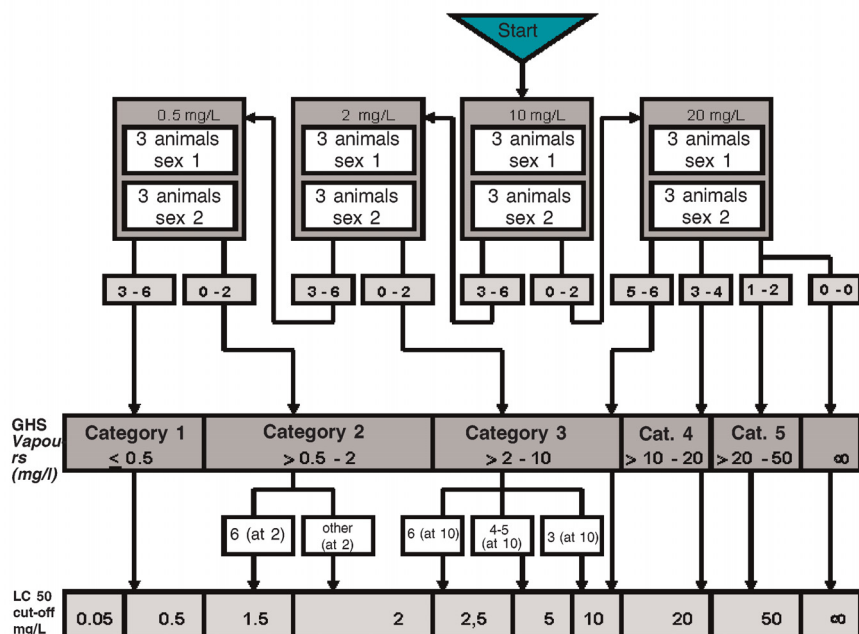 Start
0.5 mg/L
2 mg/L
10 mg/L
20 mg/L
3 animals
sex 1
3 animals
sex 1
3 animals
sex 1
3 animals
sex 1
3 animals
sex 2
3 animals
sex 2
3 animals
sex 2
3 animals
sex 2
3 - 6
0 - 2
3 - 6
0 - 2
3 - 6
0 - 2
5 - 6
3 - 4
1 - 2
0 - 0
GHS
Vapou-
rs
(mg/l)
Category 1
≤ 0.5
Category 2
> 0.5 - 2
Category 3
> 2 - 10
Cat. 4
> 10 - 20
Cat. 5
> 20 - 50
∞
6 (at 2)
other
(at 2)
6 (at 10)
4-5
(at 10)
3 (at 10)
LC 50
cut-off
mg/L
0.05
0.5
1.5
2
2,5
5
10
20
50
∞